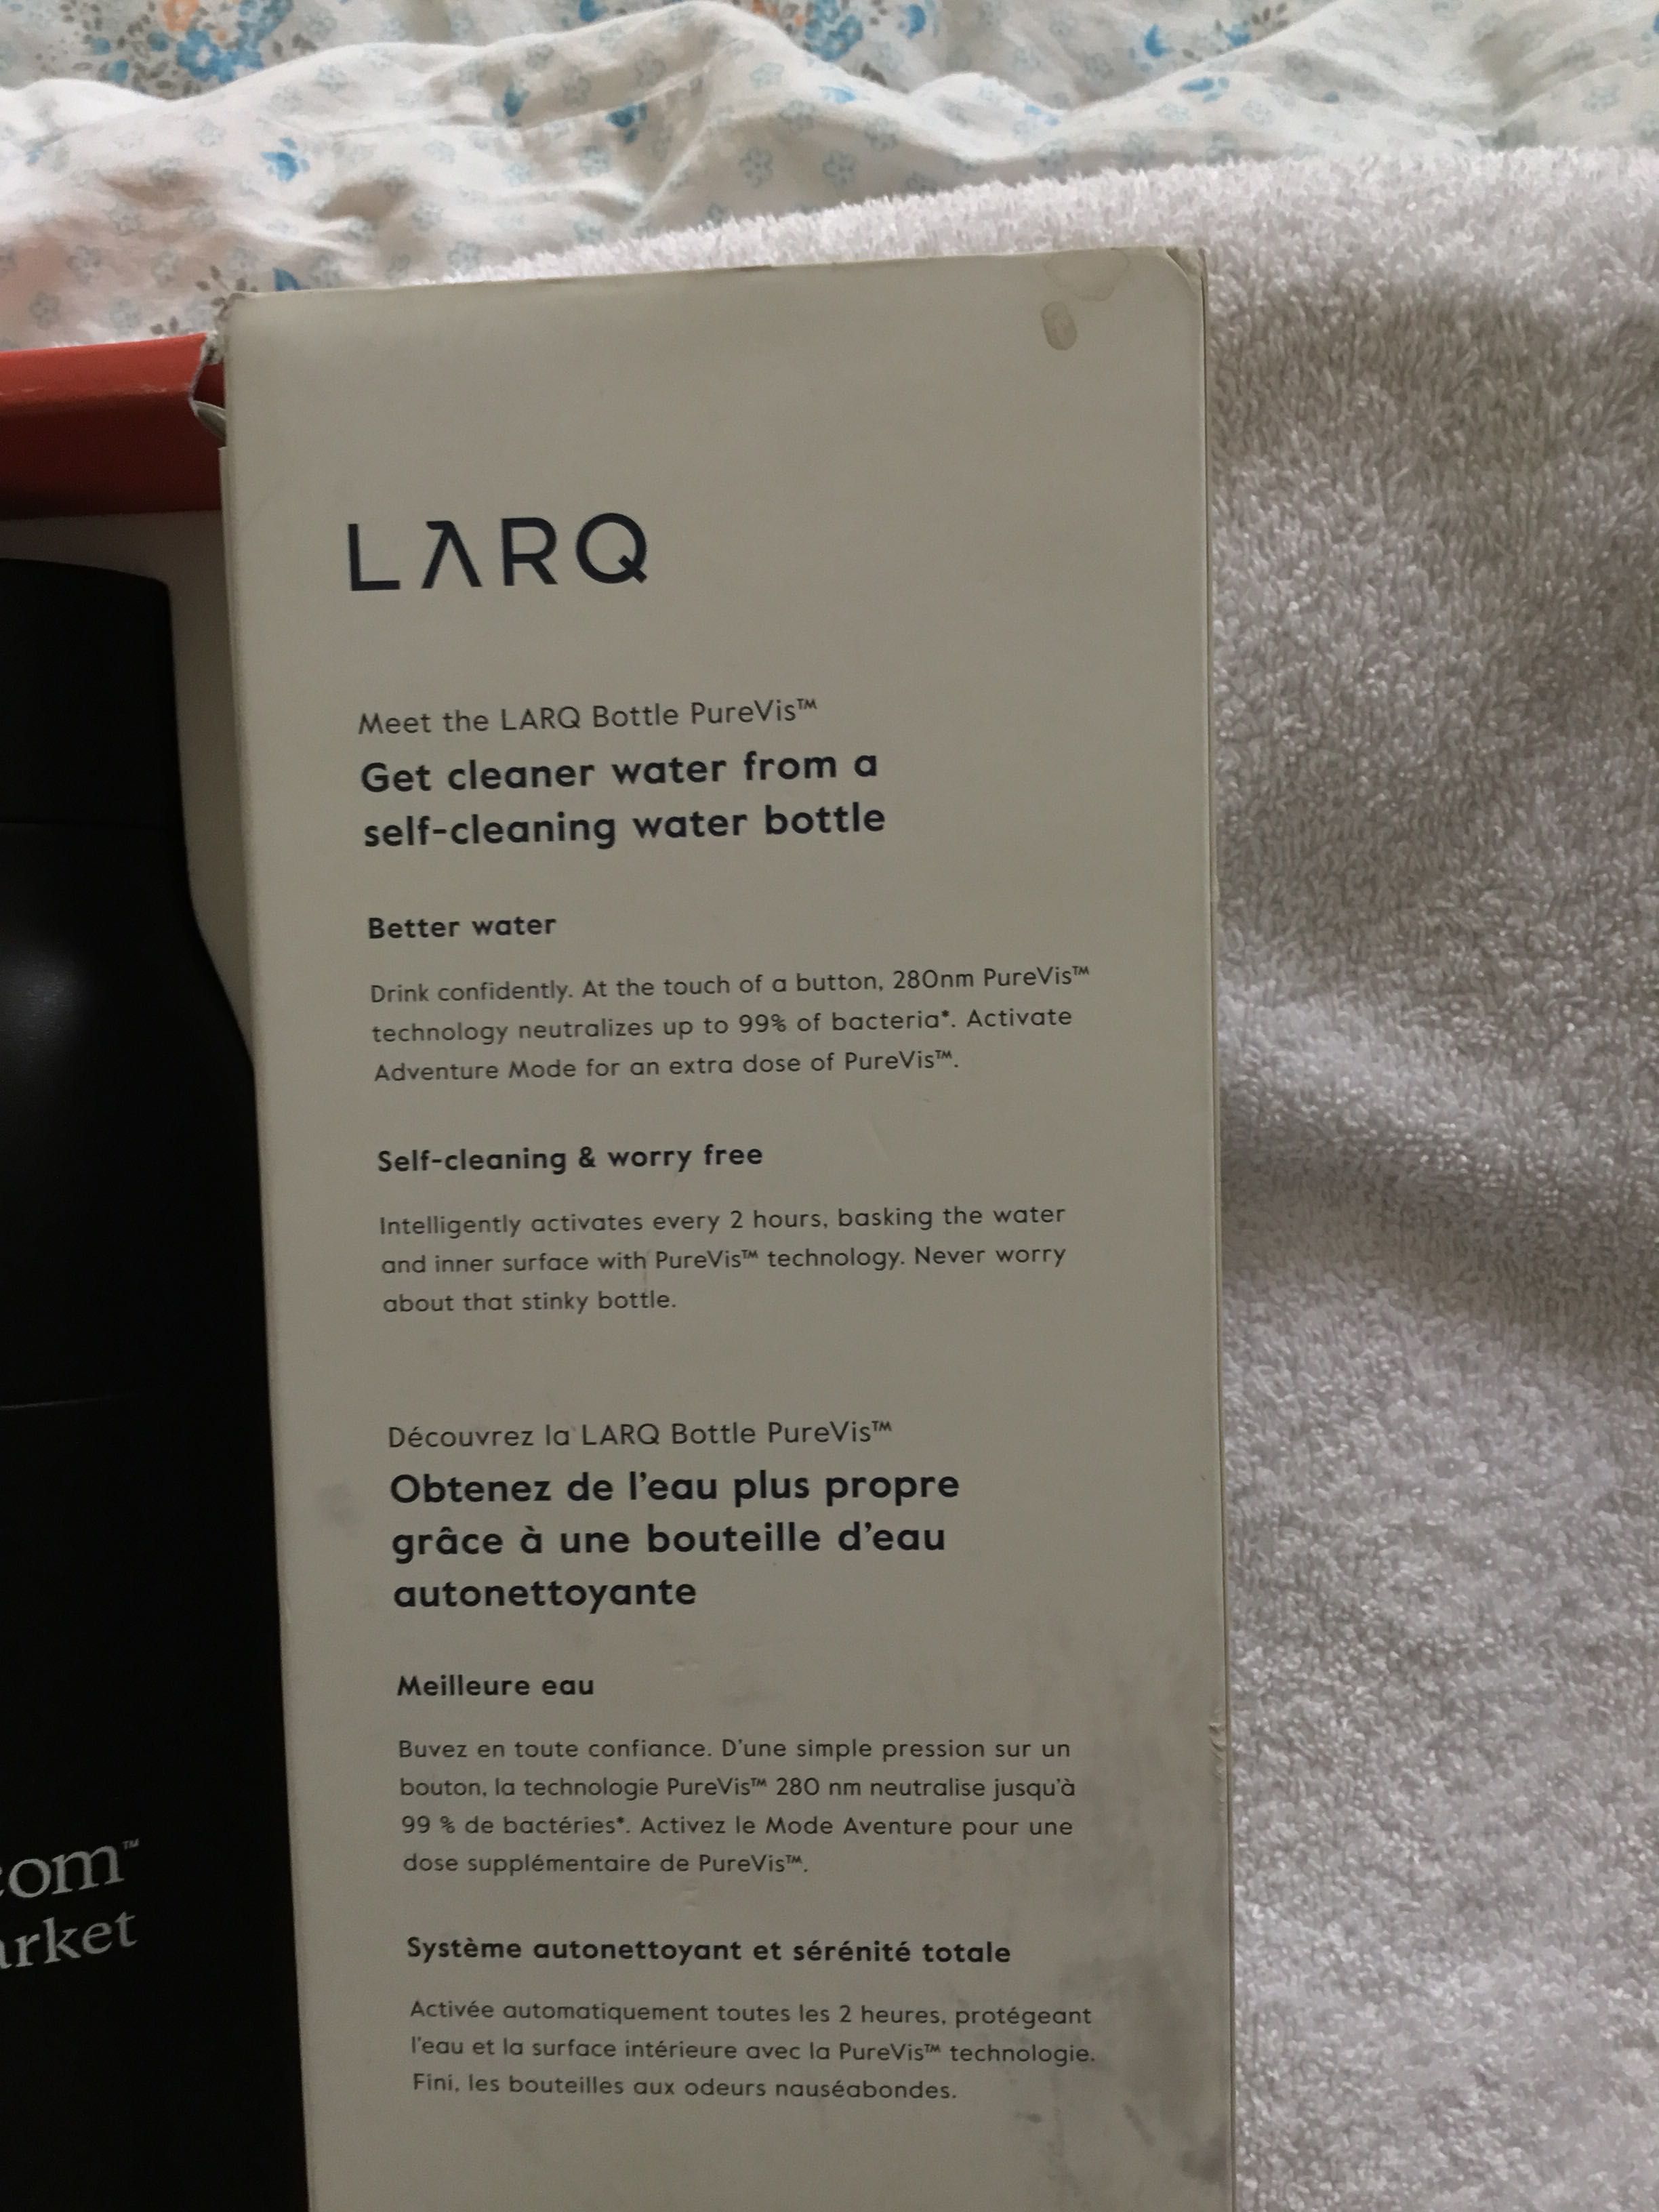 LARQ
Meet the LARQ Bottle PureVis™
Get cleaner water from a
self-cleaning water bottle
Better water
Drink confidently. At the touch of a button, 280nm PureVis™
technology neutralizes up to 99% of bacteria*. Activate
Adventure Mode for an extra dose of PureVis™.
Self-cleaning & worry free
Intelligently activates every 2 hours, basking the water
and inner surface with PureVis™ technology. Never worry
about that stinky bottle.
Découvrez la LARQ Bottle PureVis™
Obtenez de l'eau plus propre
grâce à une bouteille d'eau
autonettoyante
Meilleure eau
Buvez en toute confiance. D'une simple pression sur un
bouton, la technologie PureVis™ 280 nm neutralise jusqu'à
99 % de bactéries*. Activez le Mode Aventure pour une
dose supplémentaire de PureVis™.
Système autonettoyant et sérénité totale
Activée automatiquement toutes les 2 heures, protégeant
l'eau et la surface intérieure avec la PureVis™ technologie.
Fini, les bouteilles aux odeurs nauséabondes.
com™
rket